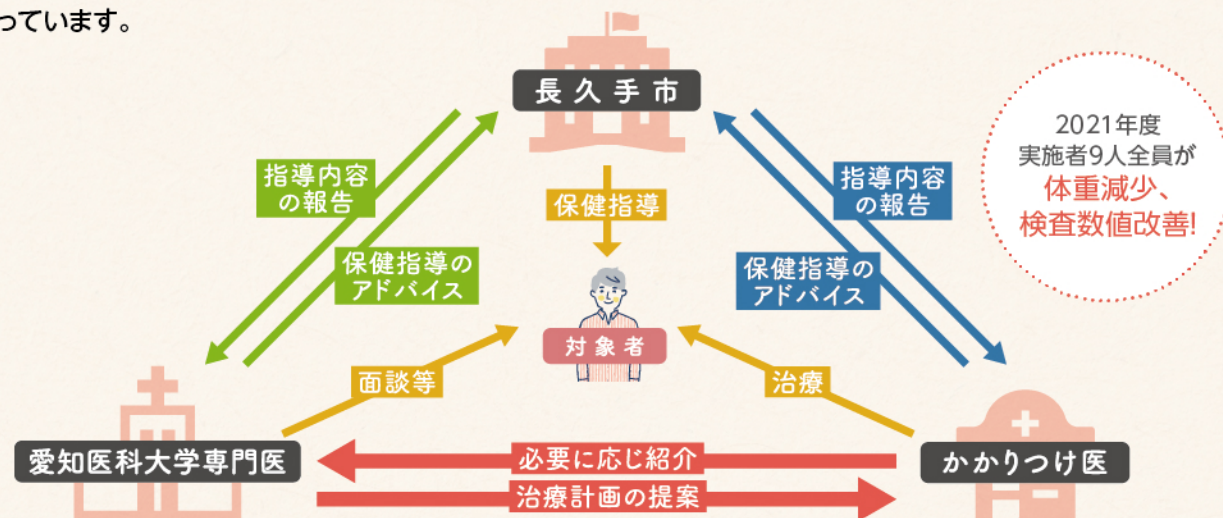 っています。
長久手市
2021年度
実施者9人全員が
体重減少、
検査数値改善!
指導内容
の報告
保健指導
指導内容
の報告
保健指導の
アドバイス
保健指導の
アドバイス
対象者
面談等
治療
愛知医科大学専門医
必要に応じ紹介
かかりつけ医
治療計画の提案